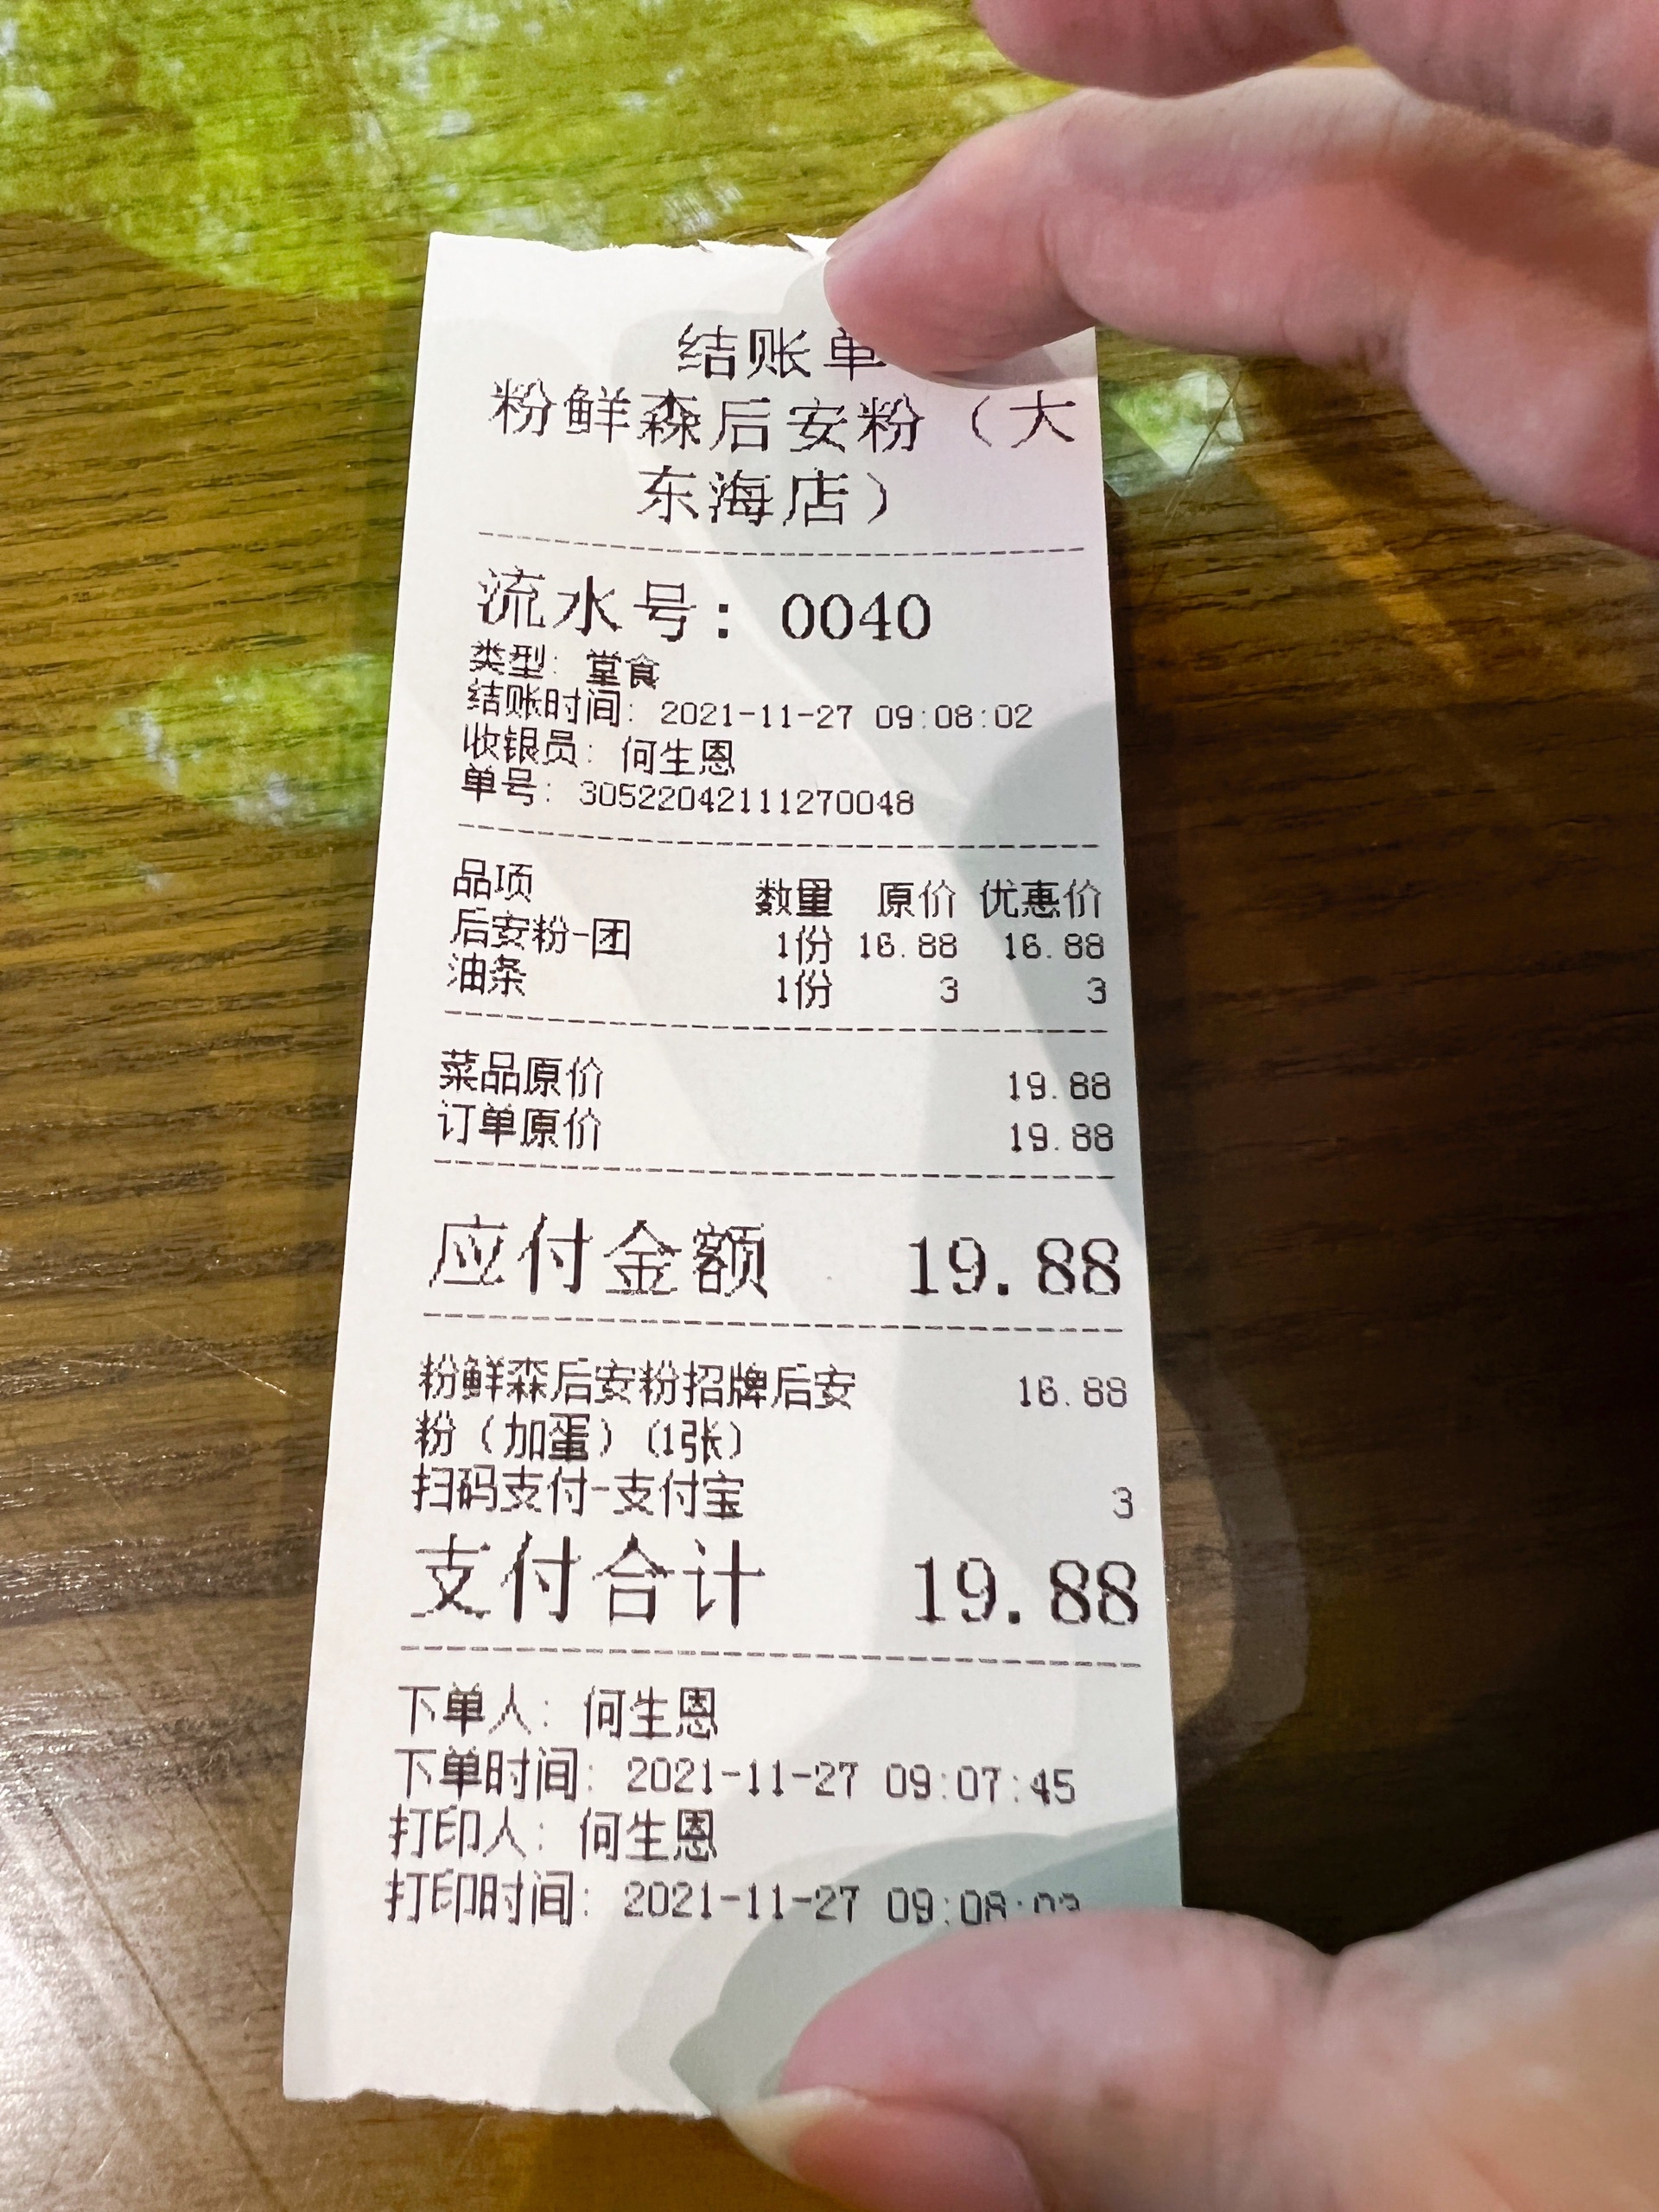 结账单
粉鲜森后安粉（大
东海店）
流水号: 0040
类型: 堂食
结账时间: 2021-11-27 09:08:02
收银员: 何生恩
单号: 30522042111270048
品项 数量 原价 优惠价
后安粉-团 1份 16.88 16.88
油条 1份 3 3
菜品原价 19.88
订单原价 19.88
应付金额 19.88
粉鲜森后安粉招牌后安 16.88
粉（加蛋）(1张)
扫码支付-支付宝 3
支付合计 19.88
下单人: 何生恩
下单时间: 2021-11-27 09:07:45
打印人: 何生恩
打印时间: 2021-11-27